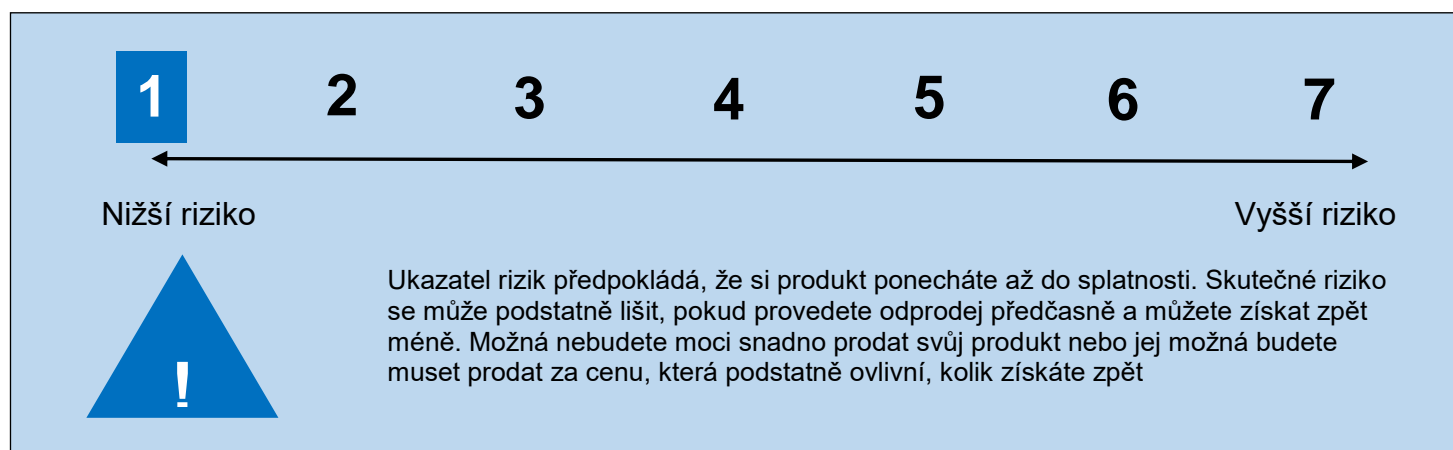 1 2 3 4 5 6 7
Nižší riziko Vyšší riziko
Ukazatel rizik předpokládá, že si produkt ponecháte až do splatnosti. Skutečné riziko
se může podstatně lišit, pokud provedete odprodej předčasně a můžete získat zpět
méně. Možná nebudete moci snadno prodat svůj produkt nebo jej možná budete
muset prodat za cenu, která podstatně ovlivní, kolik získáte zpět
!